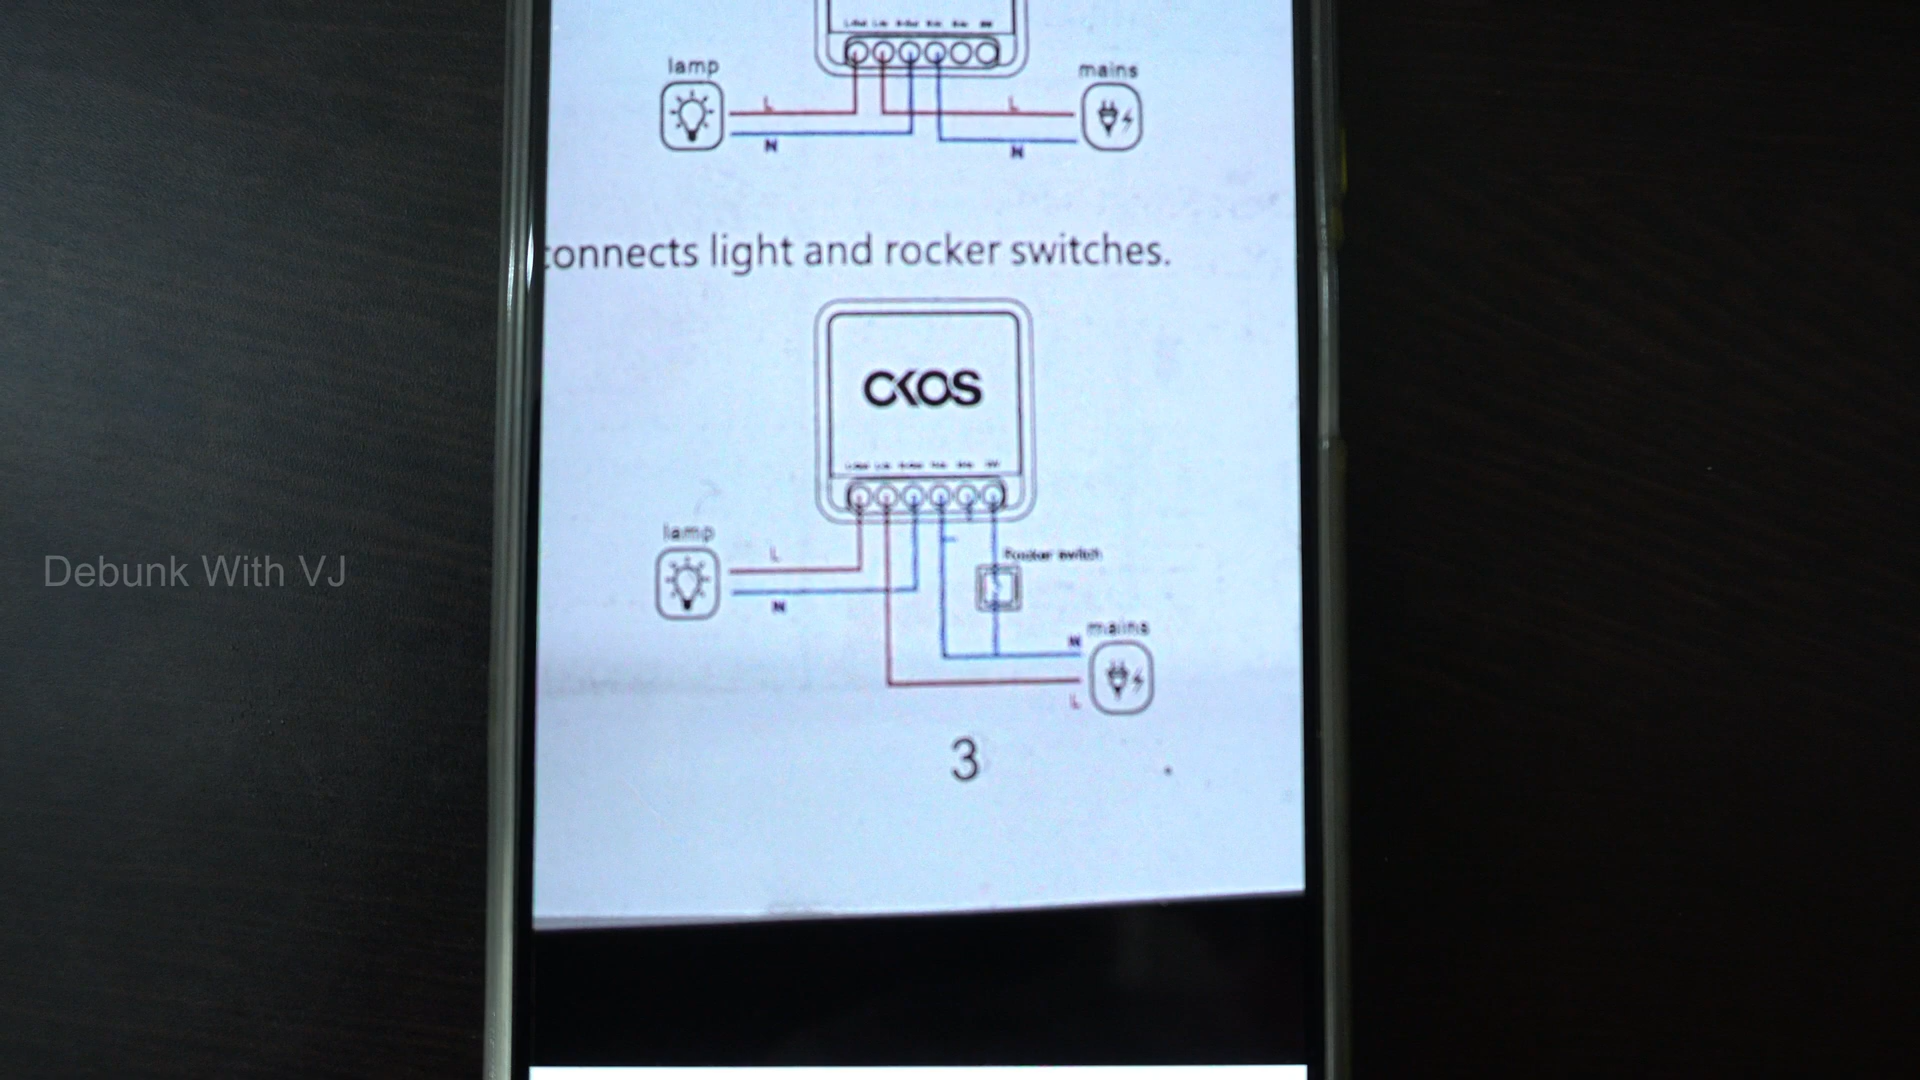 lamp
mains
L
L
N
N
connects light and rocker switches.
CKOS
lamp
L
Rocker switch
N
mains
N
L
3
Debunk With VJ